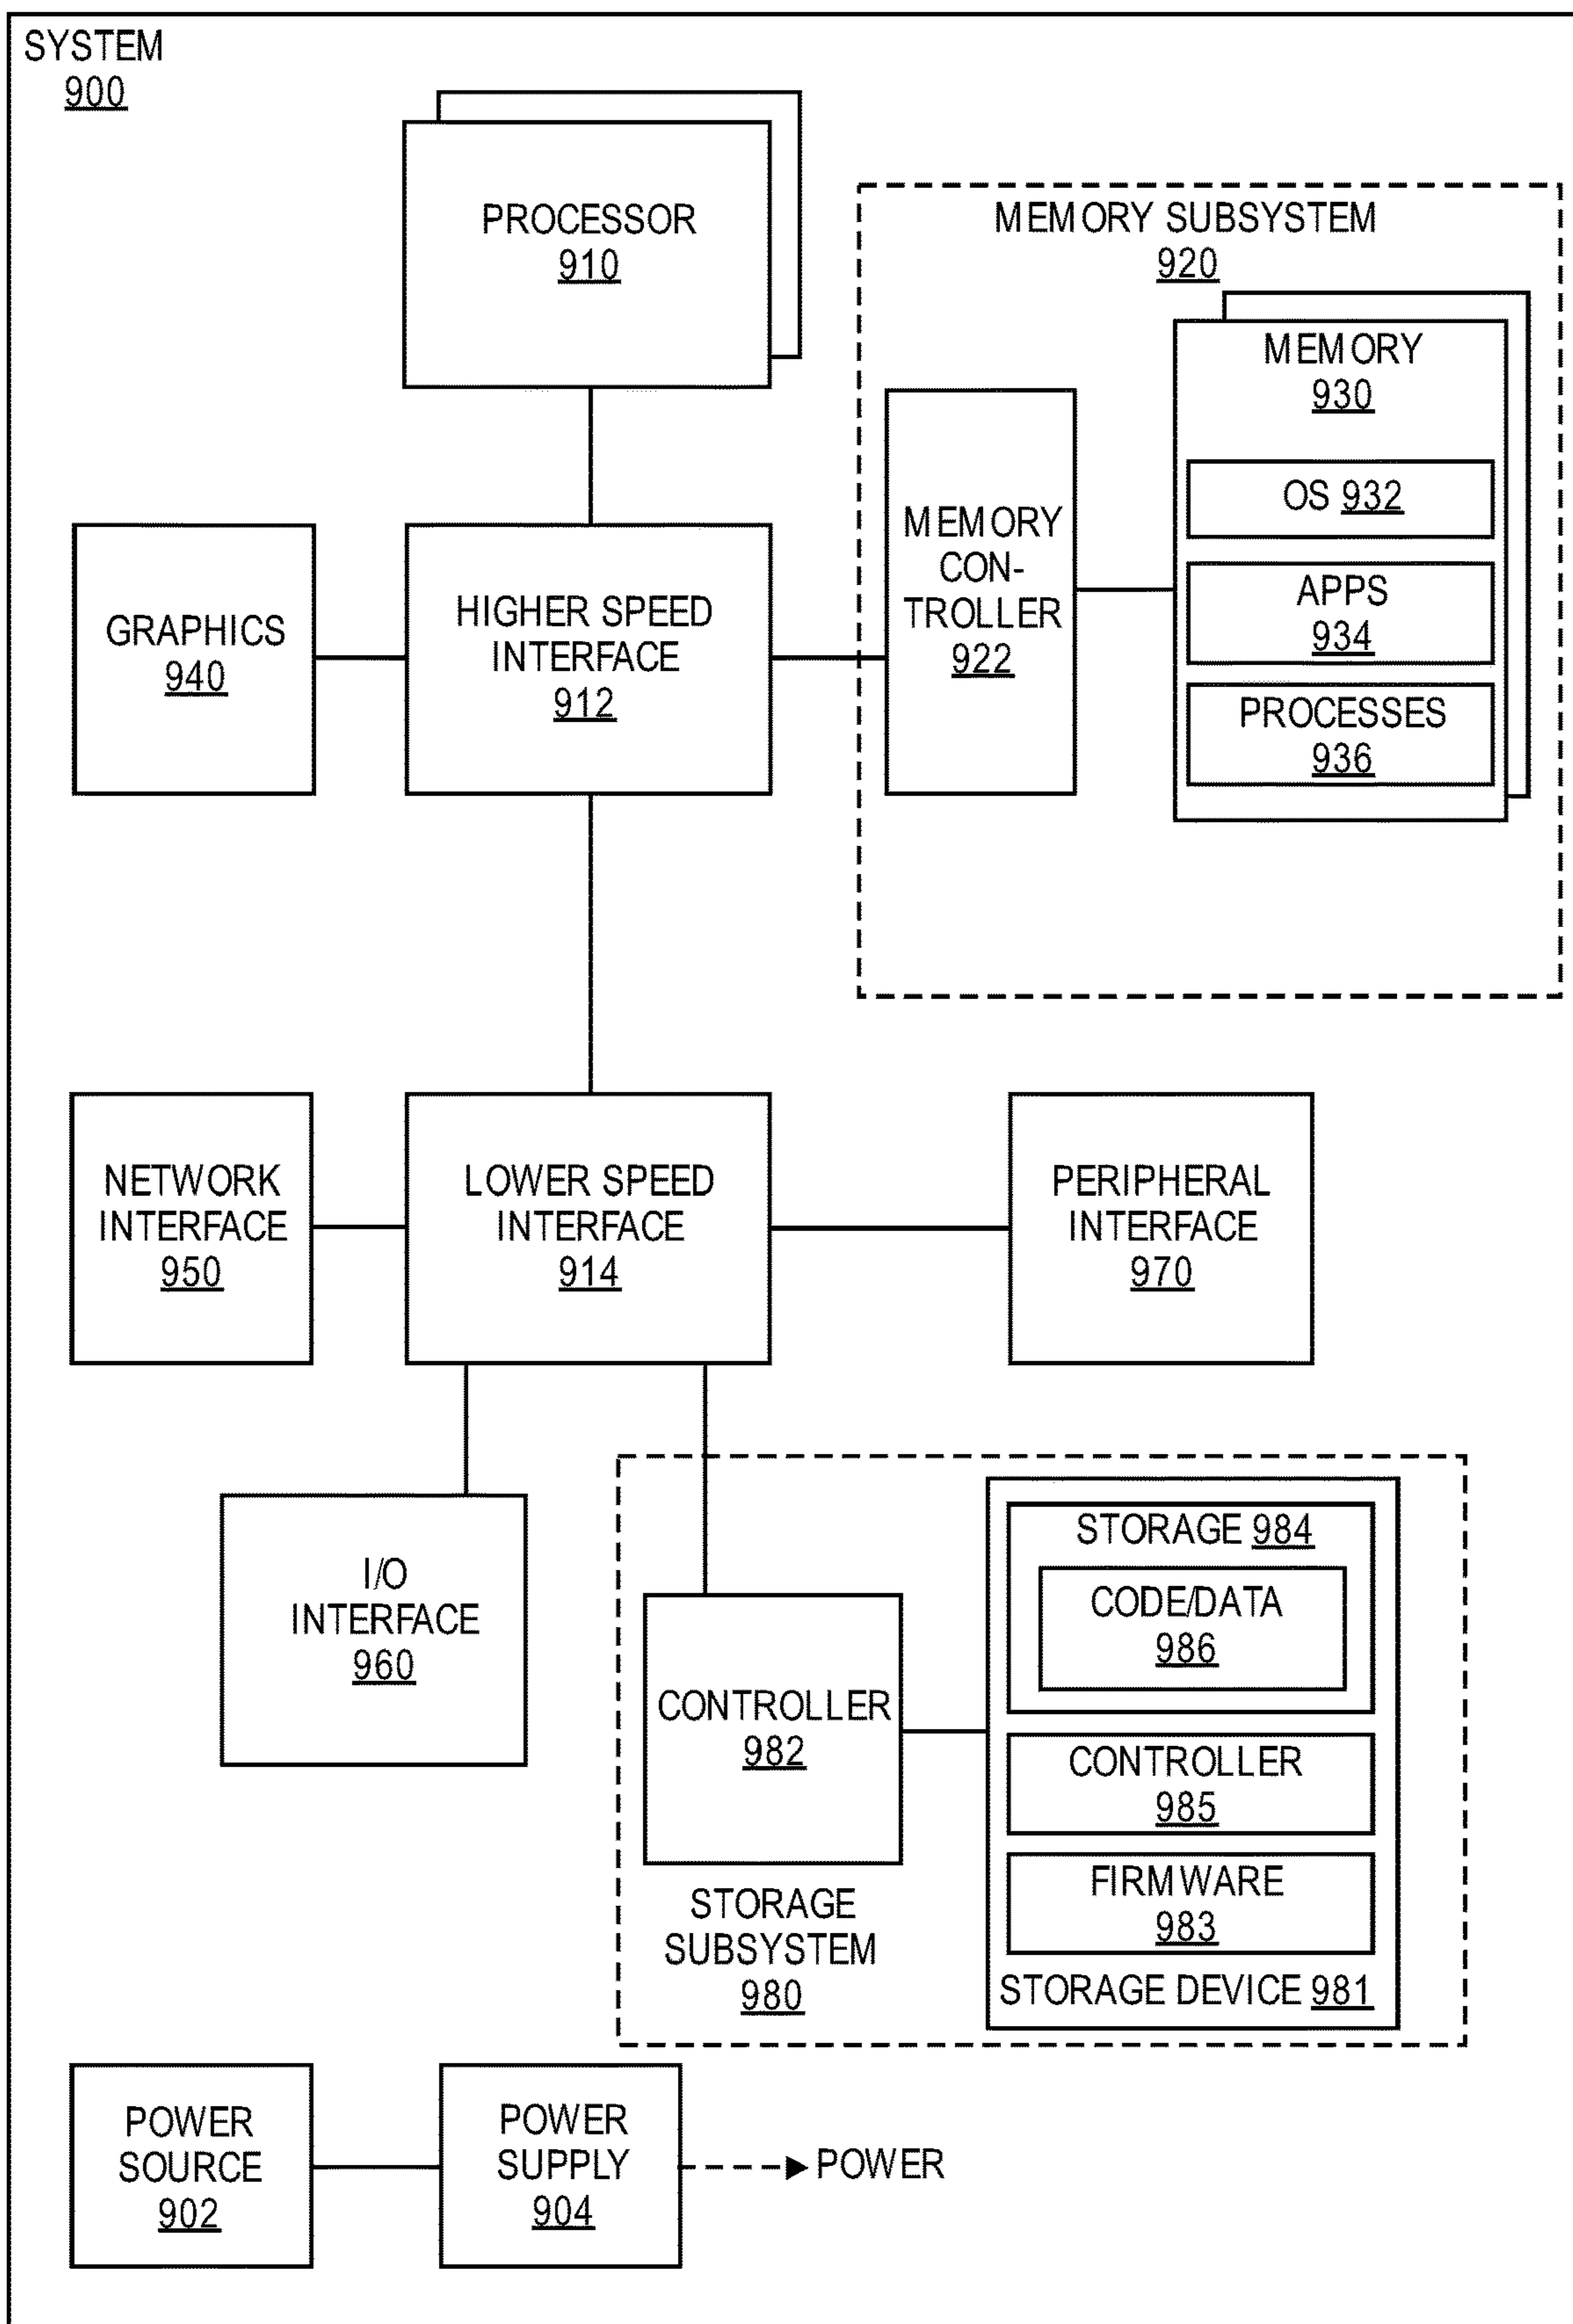 SYSTEM
900
PROCESSOR
910
MEMORY SUBSYSTEM
920
MEMORY
930
OS 932
APPS
934
PROCESSES
936
MEMORY
CON-
TROLLER
922
GRAPHICS
940
HIGHER SPEED
INTERFACE
912
NETWORK
INTERFACE
950
LOWER SPEED
INTERFACE
914
PERIPHERAL
INTERFACE
970
I/O
INTERFACE
960
STORAGE 984
CODE/DATA
986
CONTROLLER
982
CONTROLLER
985
FIRMWARE
983
STORAGE
SUBSYSTEM
980
STORAGE DEVICE 981
POWER
SOURCE
902
POWER
SUPPLY
904
POWER